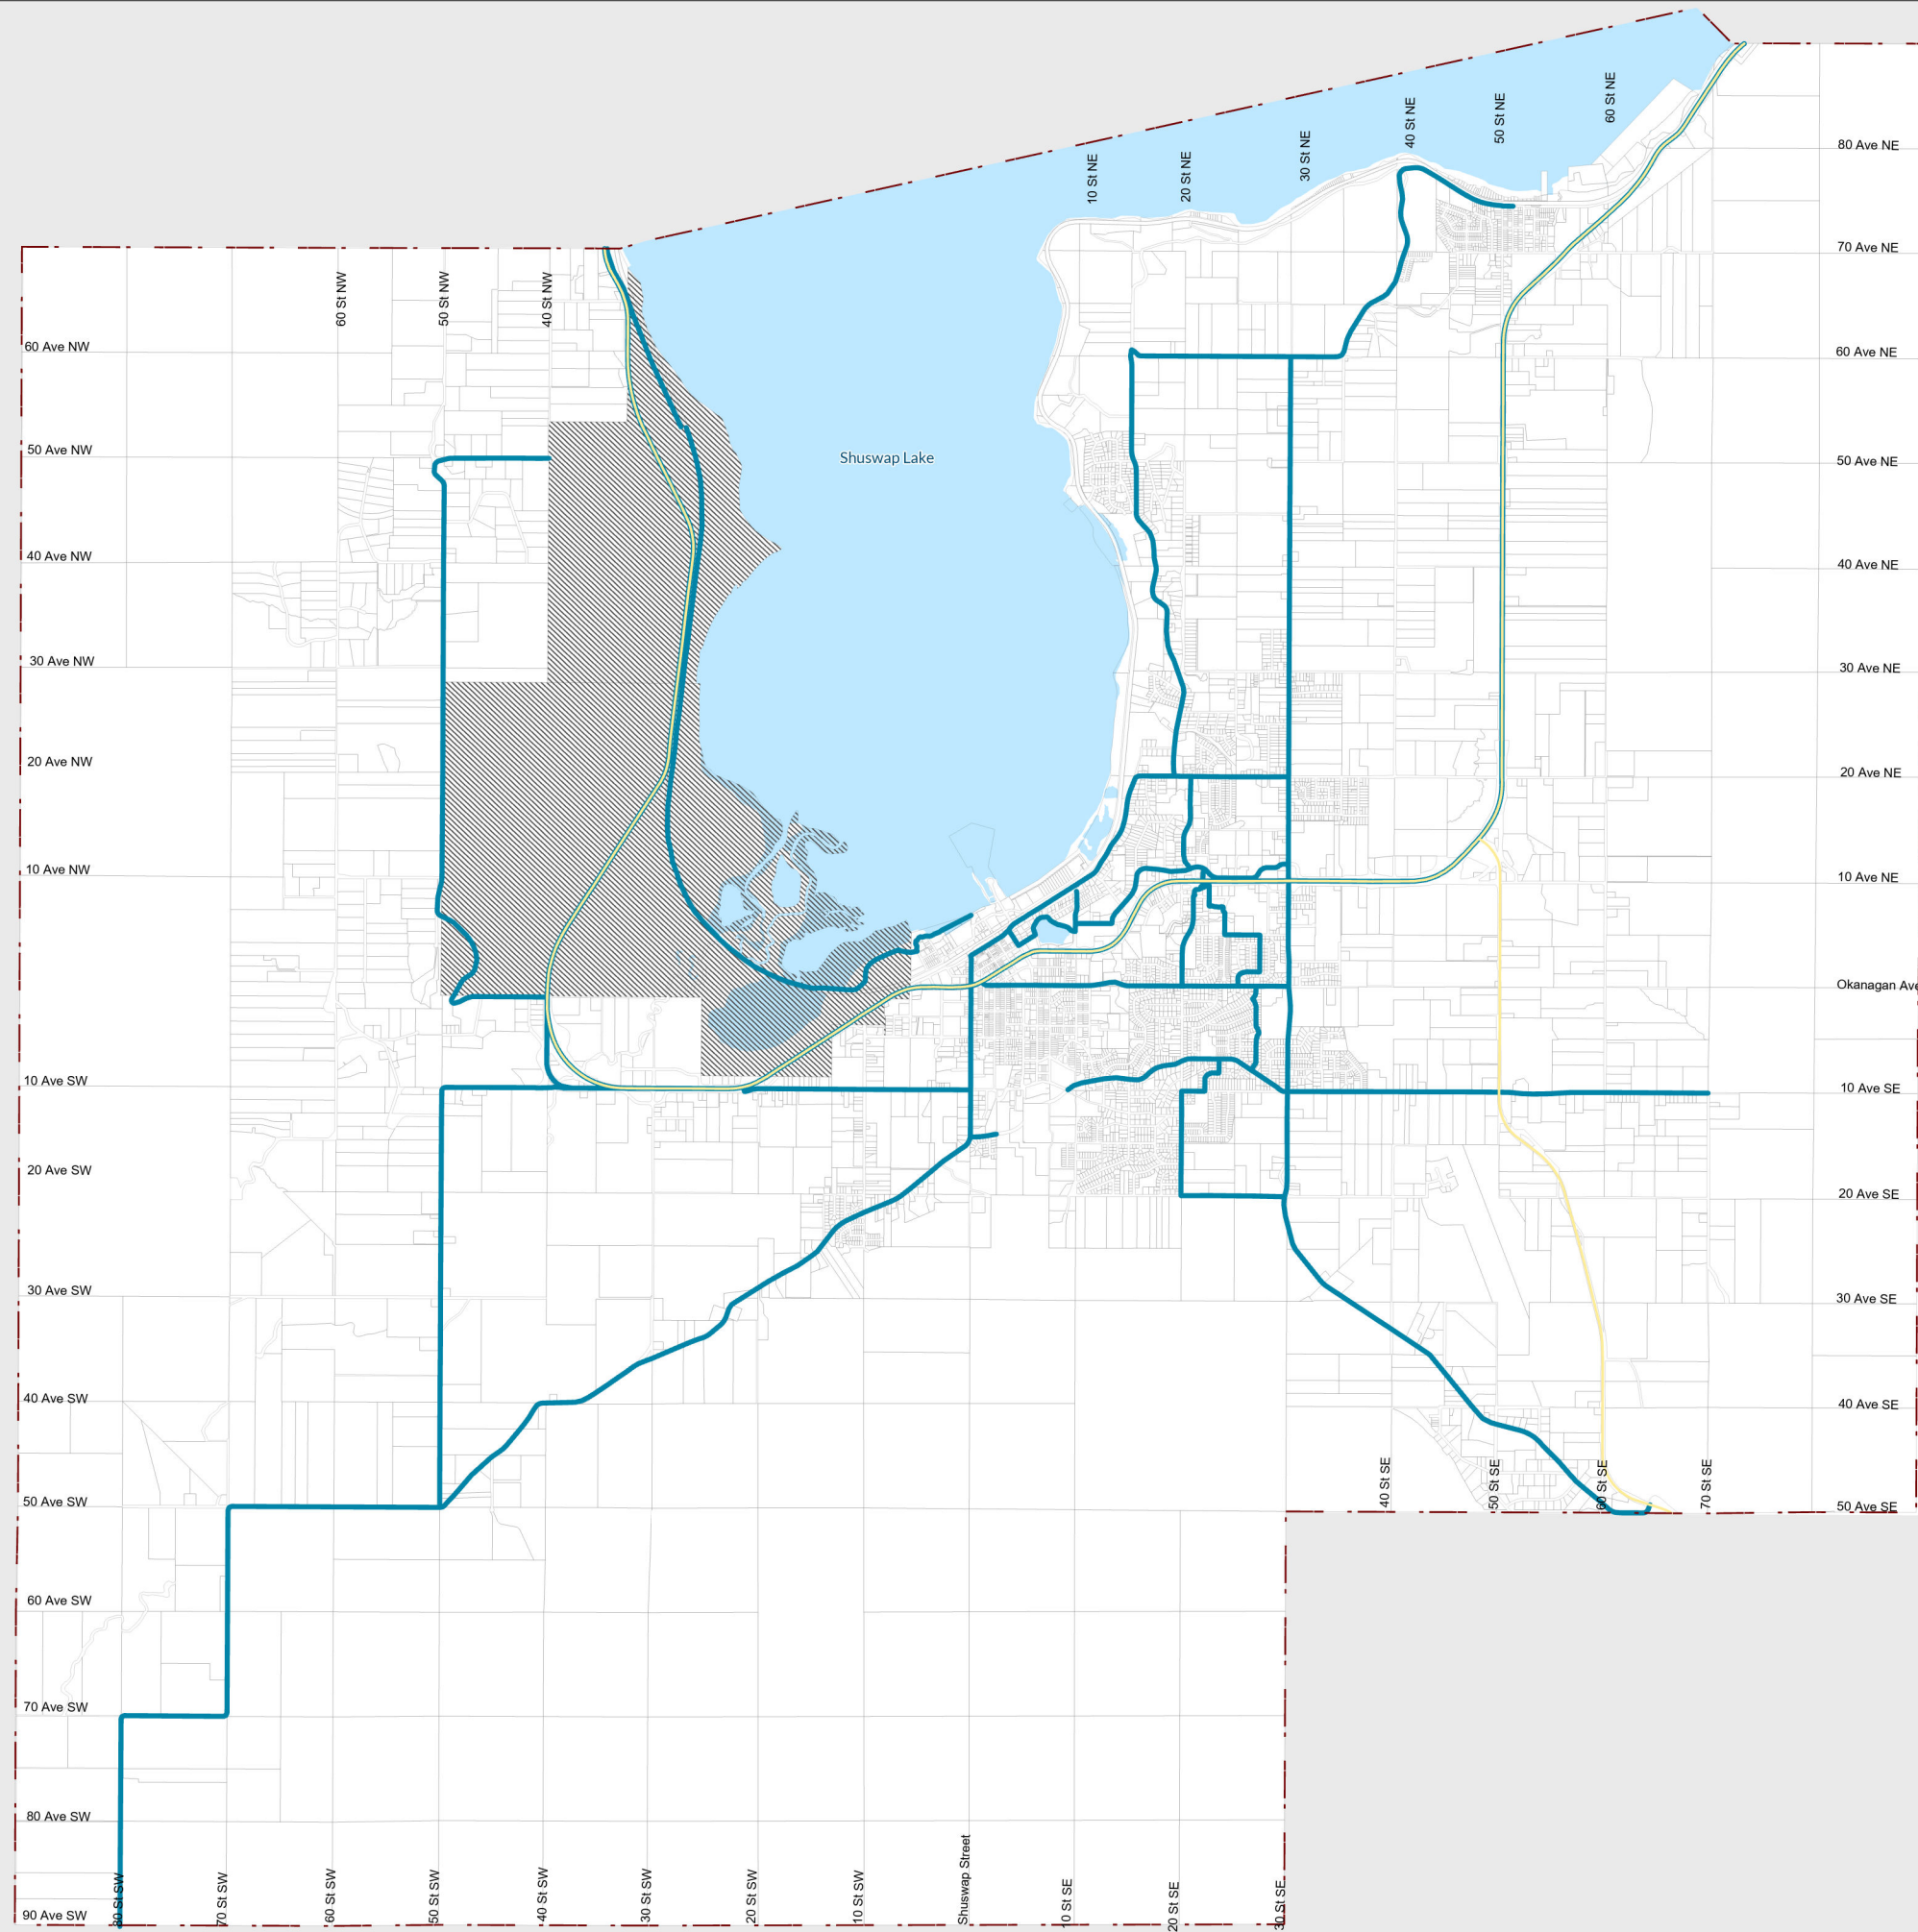 60 St NE
50 St NE
40 St NE
30 St NE
80 Ave NE
20 St NE
10 St NE
70 Ave NE
60 St NW
50 St NW
40 St NW
60 Ave NW
60 Ave NE
50 Ave NW
Shuswap Lake
50 Ave NE
40 Ave NW
40 Ave NE
30 Ave NW
30 Ave NE
20 Ave NW
20 Ave NE
10 Ave NW
10 Ave NE
Okanagan Ave
10 Ave SW
10 Ave SE
20 Ave SW
20 Ave SE
30 Ave SW
30 Ave SE
40 Ave SW
40 Ave SE
40 St SE
50 St SE
60 St SE
70 St SE
50 Ave SW
50 Ave SE
60 Ave SW
70 Ave SW
80 Ave SW
80 St SW
70 St SW
60 St SW
50 St SW
40 St SW
30 St SW
20 St SW
10 St SW
Shuswap Street
10 St SE
20 St SE
30 St SE
90 Ave SW